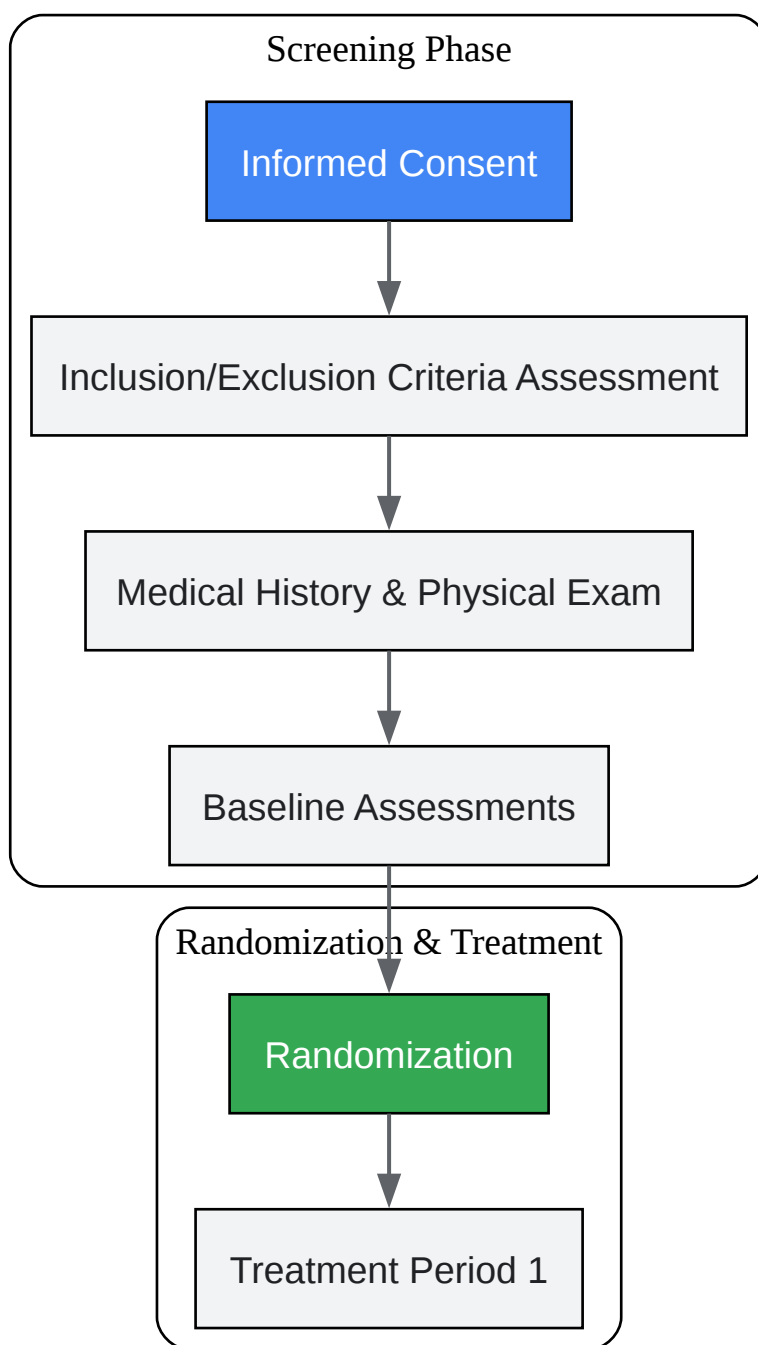 Screening Phase
Informed Consent
Inclusion/Exclusion Criteria Assessment
Medical History & Physical Exam
Baseline Assessments
Randomization & Treatment
Randomization
Treatment Period 1